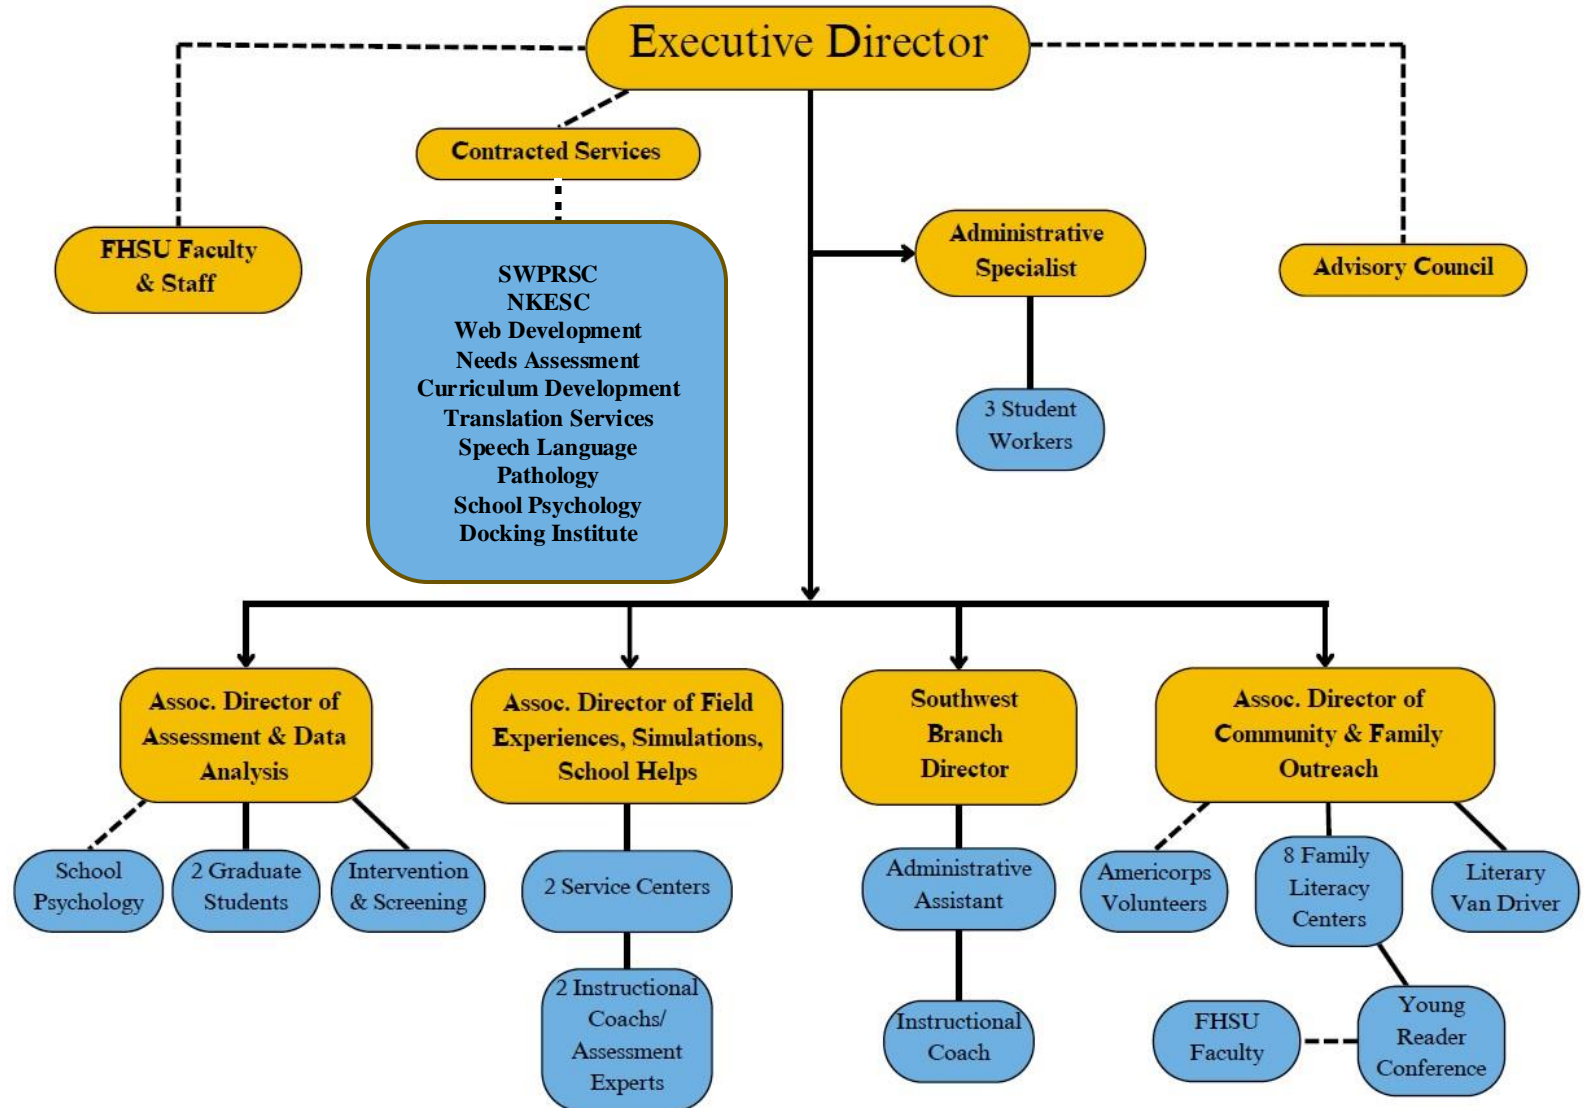 Executive Director
Contracted Services
FHSU Faculty
& Staff
SWPRSC
NKESC
Web Development
Needs Assessment
Curriculum Development
Translation Services
Speech Language
Pathology
School Psychology
Docking Institute
Administrative
Specialist
3 Student
Workers
Advisory Council
Assoc. Director of
Assessment & Data
Analysis
Assoc. Director of Field
Experiences, Simulations,
School Helps
Southwest
Branch
Director
Assoc. Director of
Community & Family
Outreach
School
Psychology
2 Graduate
Students
Intervention
& Screening
2 Service Centers
2 Instructional
Coachs/
Assessment
Experts
Administrative
Assistant
Instructional
Coach
Americorps
Volunteers
8 Family
Literacy
Centers
Literary
Van Driver
FHSU
Faculty
Young
Reader
Conference